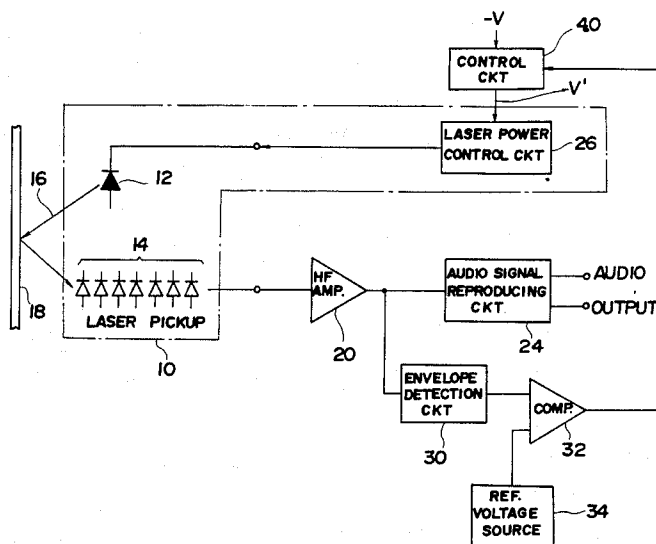 -V
40
CONTROL
CKT
V'
LASER POWER
CONTROL CKT
26
16
12
14
18
LASER PICKUP
10
HF
AMP.
20
AUDIO SIGNAL
REPRODUCING
CKT
24
AUDIO
OUTPUT
ENVELOPE
DETECTION
CKT
30
COMP.
32
REF.
VOLTAGE
SOURCE
34